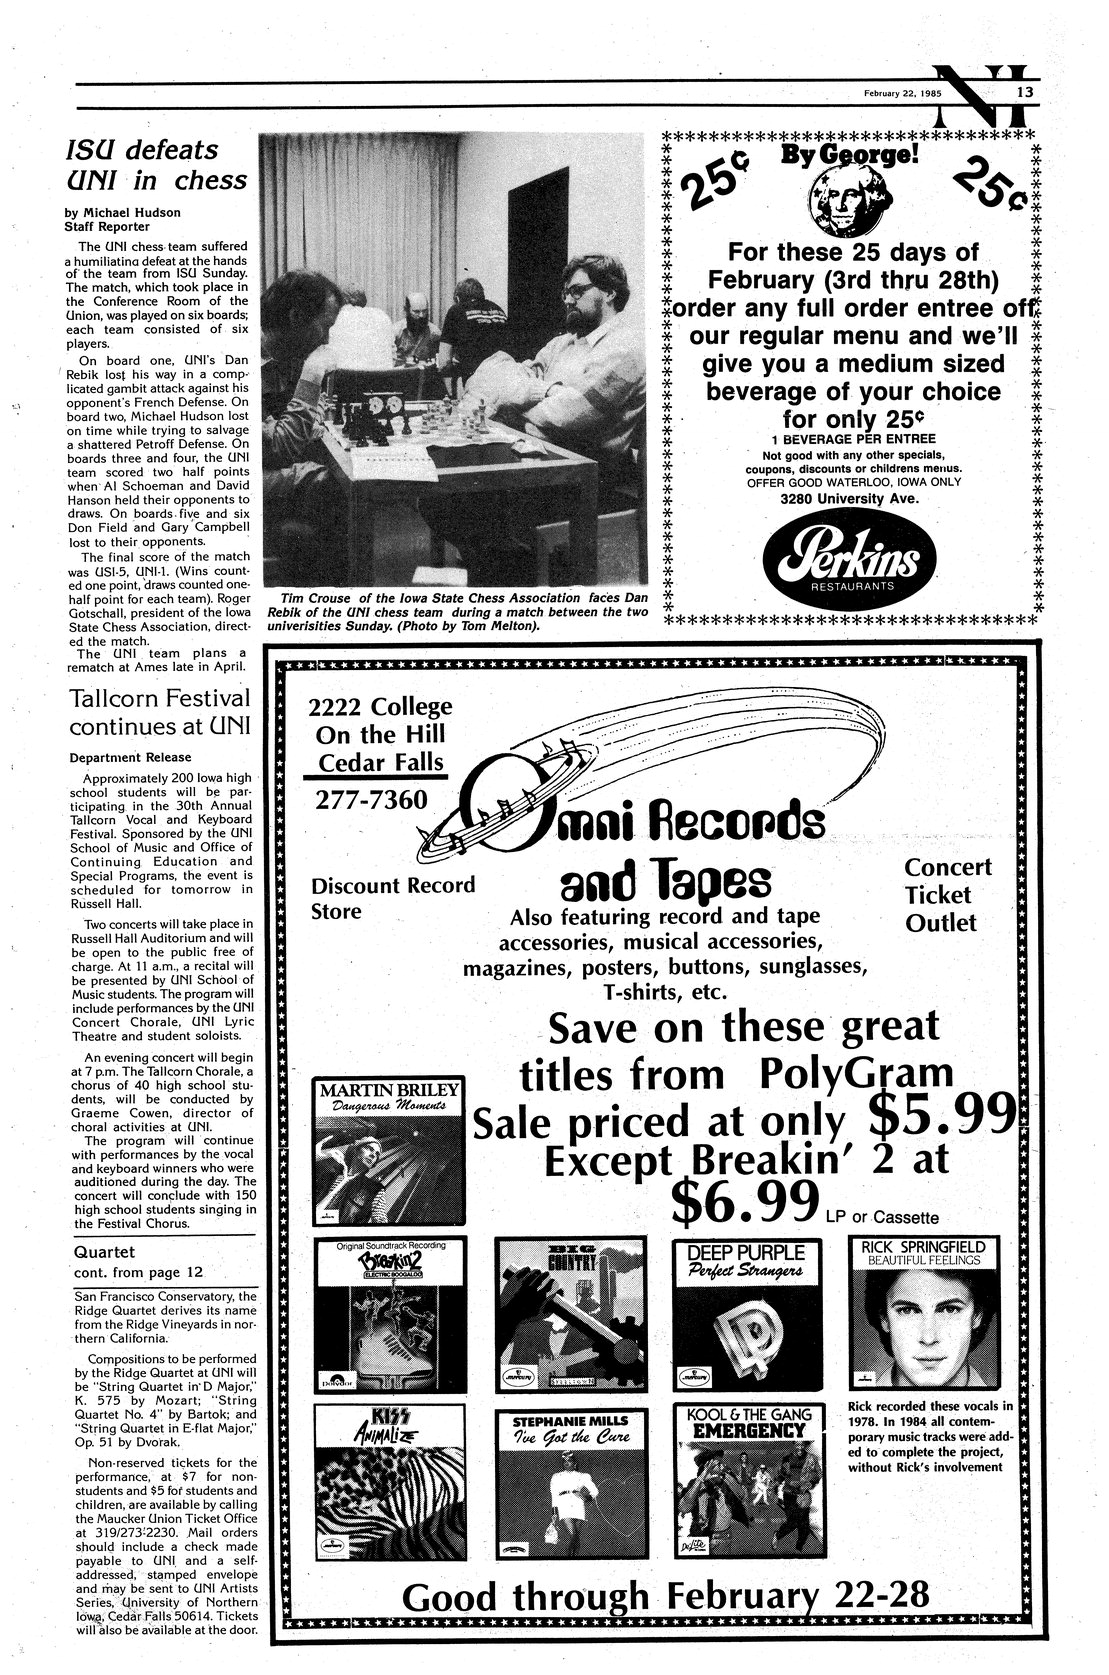 February 22, 1985
NI
13
ISU defeats
UNI in chess
by Michael Hudson
Staff Reporter
The UNI chess team suffered
a humiliating defeat at the hands
of the team from ISU Sunday.
The match, which took place in
the Conference Room of the
Union, was played on six boards;
each team consisted of six
players.
On board one, UNI's Dan
Rebik lost his way in a comp-
licated gambit attack against his
opponent's French Defense. On
board two, Michael Hudson lost
on time while trying to salvage
a shattered Petroff Defense. On
boards three and four, the UNI
team scored two half points
when Al Schoeman and David
Hanson held their opponents to
draws. On boards five and six
Don Field and Gary Campbell
lost to their opponents.
The final score of the match
was USI-5, UNI-1. (Wins count-
ed one point, draws counted one-
half point for each team). Roger
Gotschall, president of the Iowa
State Chess Association, direct-
ed the match.
The UNI team plans a
rematch at Ames late in April.
Tim Crouse of the Iowa State Chess Association faces Dan
Rebik of the UNI chess team during a match between the two
univerisities Sunday. (Photo by Tom Melton).
Tallcorn Festival
continues at UNI
Department Release
Approximately 200 Iowa high
school students will be par-
ticipating in the 30th Annual
Tallcorn Vocal and Keyboard
Festival. Sponsored by the UNI
School of Music and Office of
Continuing Education and
Special Programs, the event is
scheduled for tomorrow in
Russell Hall.
Two concerts will take place in
Russell Hall Auditorium and will
be open to the public free of
charge. At 11 a.m., a recital will
be presented by UNI School of
Music students. The program will
include performances by the UNI
Concert Chorale, UNI Lyric
Theatre and student soloists.
An evening concert will begin
at 7 p.m. The Tallcorn Chorale, a
chorus of 40 high school stu-
dents, will be conducted by
Graeme Cowen, director of
choral activities at UNI.
The program will continue
with performances by the vocal
and keyboard winners who were
auditioned during the day. The
concert will conclude with 150
high school students singing in
the Festival Chorus.
Quartet
cont. from page 12
San Francisco Conservatory, the
Ridge Quartet derives its name
from the Ridge Vineyards in nor-
thern California.
Compositions to be performed
by the Ridge Quartet at UNI will
be "String Quartet in D Major,"
K. 575 by Mozart; "String
Quartet No. 4" by Bartok; and
"String Quartet in E-flat Major,"
Op. 51 by Dvorak.
Non-reserved tickets for the
performance, at $7 for non-
students and $5 for students and
children, are available by calling
the Maucker Union Ticket Office
at 319/273-2230. Mail orders
should include a check made
payable to UNI and a self-
addressed, stamped envelope
and may be sent to UNI Artists
Series, University of Northern
Iowa, Cedar Falls 50614. Tickets
will also be available at the door.
25¢
By George!
25¢
For these 25 days of
February (3rd thru 28th)
order any full order entree off
our regular menu and we'll
give you a medium sized
beverage of your choice
for only 25¢
1 BEVERAGE PER ENTREE
Not good with any other specials,
coupons, discounts or childrens menus.
OFFER GOOD WATERLOO, IOWA ONLY
3280 University Ave.
Perkins
RESTAURANTS
2222 College
On the Hill
Cedar Falls
277-7360
Omni Records
and Tapes
Discount Record
Store
Concert
Ticket
Outlet
Also featuring record and tape
accessories, musical accessories,
magazines, posters, buttons, sunglasses,
T-shirts, etc.
Save on these great
titles from PolyGram
Sale priced at only $5.99
Except Breakin' 2 at
$6.99 LP or Cassette
MARTIN BRILEY
Dangerous Moments
Original Soundtrack Recording
Breakin' 2
ELECTRIC BOOGALOO
Polydor
BIG
COUNTRY
STEELTOWN
mercury
DEEP PURPLE
Perfect Strangers
mercury
RICK SPRINGFIELD
BEAUTIFUL FEELINGS
Rick recorded these vocals in
1978. In 1984 all contem-
porary music tracks were add-
ed to complete the project,
without Rick's involvement
KISS
ANIMALIZE
mercury
STEPHANIE MILLS
I've Got the Cure
KOOL & THE GANG
EMERGENCY
De-Lite
Good through February 22-28